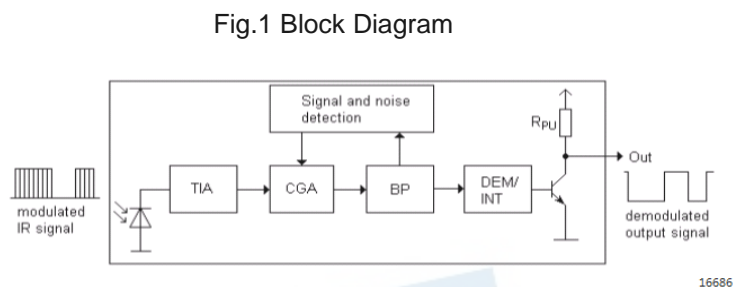 Fig.1 Block Diagram
Signal and noise
detection
RPU
Out
TIA
CGA
BP
DEM/
INT
modulated
IR signal
demodulated
output signal
16686